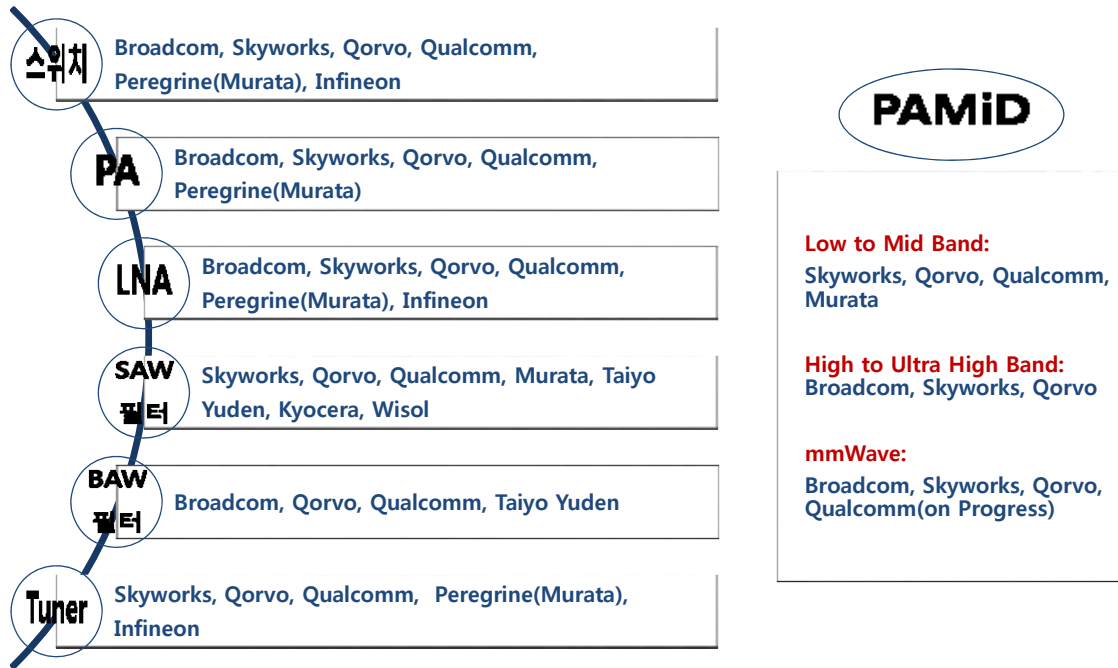 스위치
Broadcom, Skyworks, Qorvo, Qualcomm,
Peregrine(Murata), Infineon
PA
Broadcom, Skyworks, Qorvo, Qualcomm,
Peregrine(Murata)
LNA
Broadcom, Skyworks, Qorvo, Qualcomm,
Peregrine(Murata), Infineon
SAW
필터
Skyworks, Qorvo, Qualcomm, Murata, Taiyo
Yuden, Kyocera, Wisol
BAW
필터
Broadcom, Qorvo, Qualcomm, Taiyo Yuden
Tuner
Skyworks, Qorvo, Qualcomm, Peregrine(Murata),
Infineon
PAMiD
Low to Mid Band:
Skyworks, Qorvo, Qualcomm,
Murata
High to Ultra High Band:
Broadcom, Skyworks, Qorvo
mmWave:
Broadcom, Skyworks, Qorvo,
Qualcomm(on Progress)